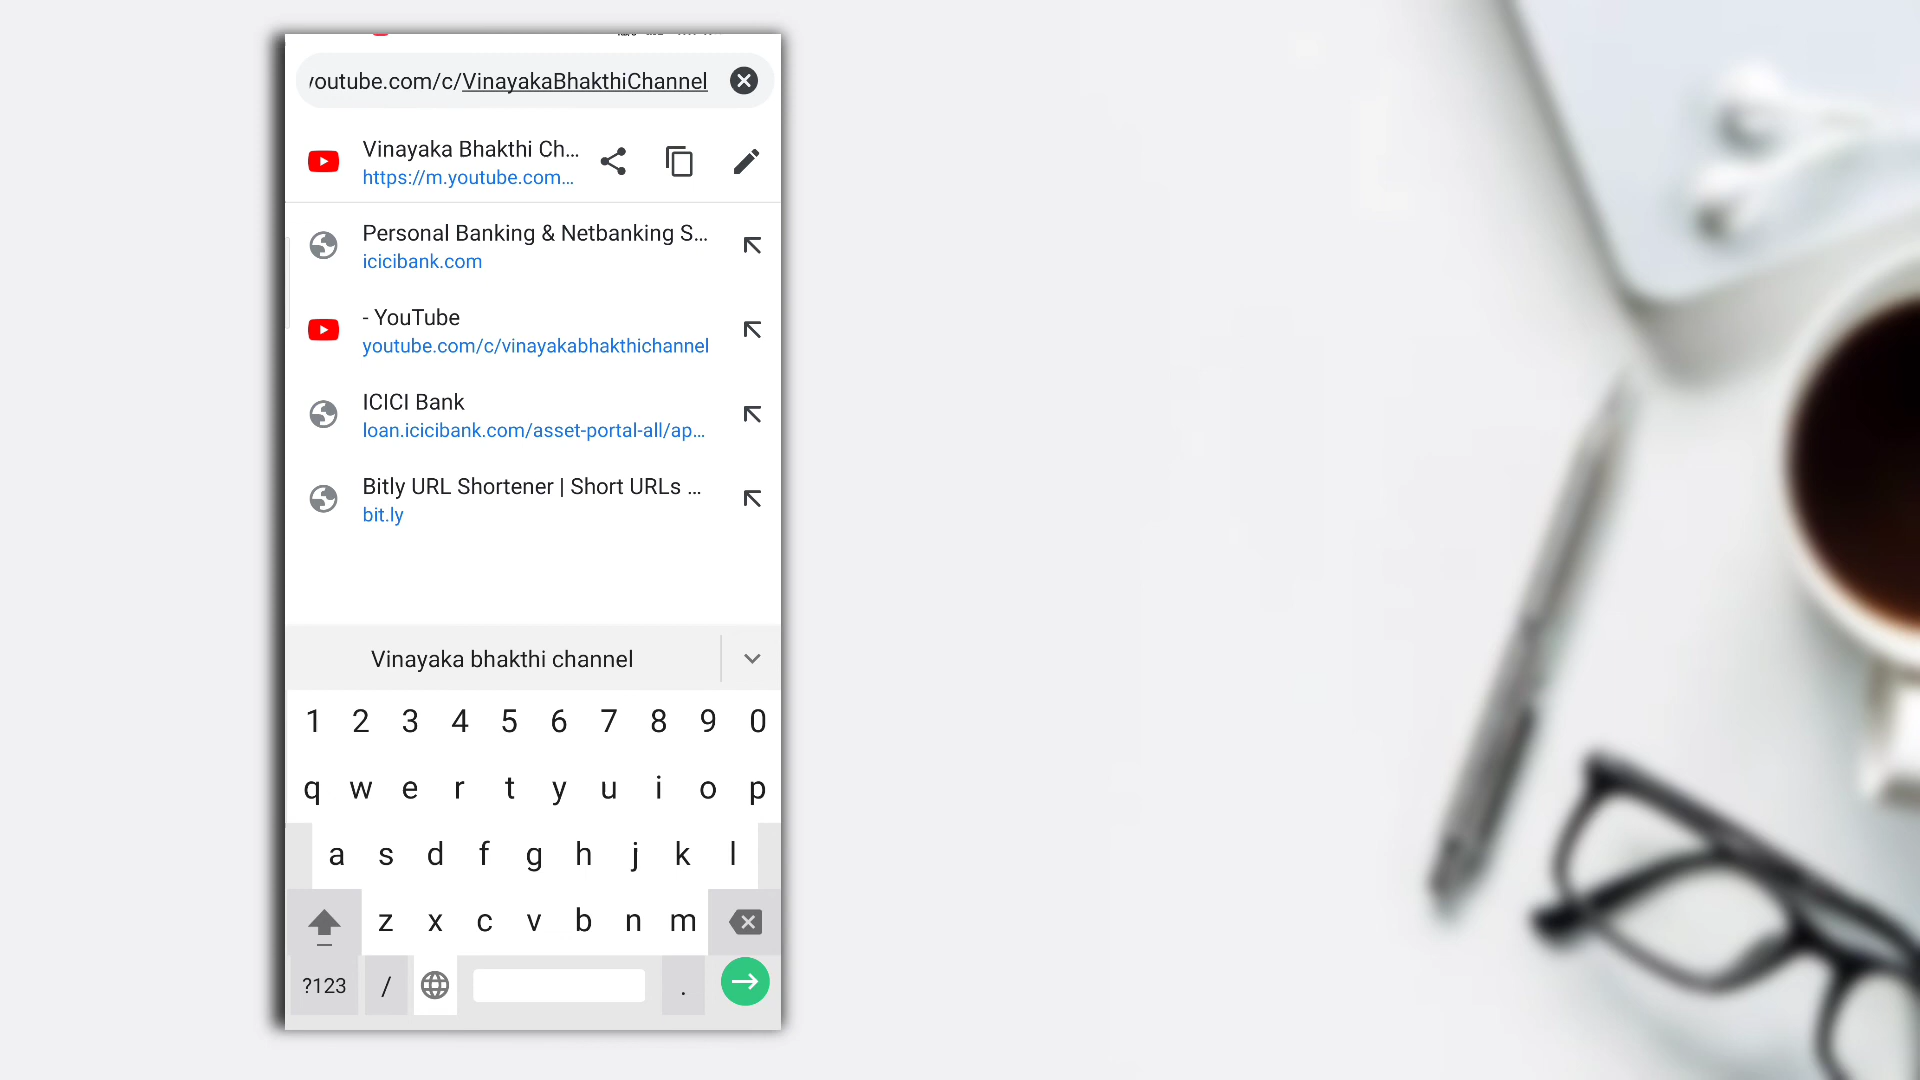 youtube.com/c/VinayakaBhakthiChannel
Vinayaka Bhakthi Ch...
https://m.youtube.com...
Personal Banking & Netbanking S...
icicibank.com
- YouTube
youtube.com/c/vinayakabhakthichannel
ICICI Bank
loan.icicibank.com/asset-portal-all/ap...
Bitly URL Shortener | Short URLs ...
bit.ly
Vinayaka bhakthi channel
1 2 3 4 5 6 7 8 9 0
q w e r t y u i o p
a s d f g h j k l
z x c v b n m
?123 / .